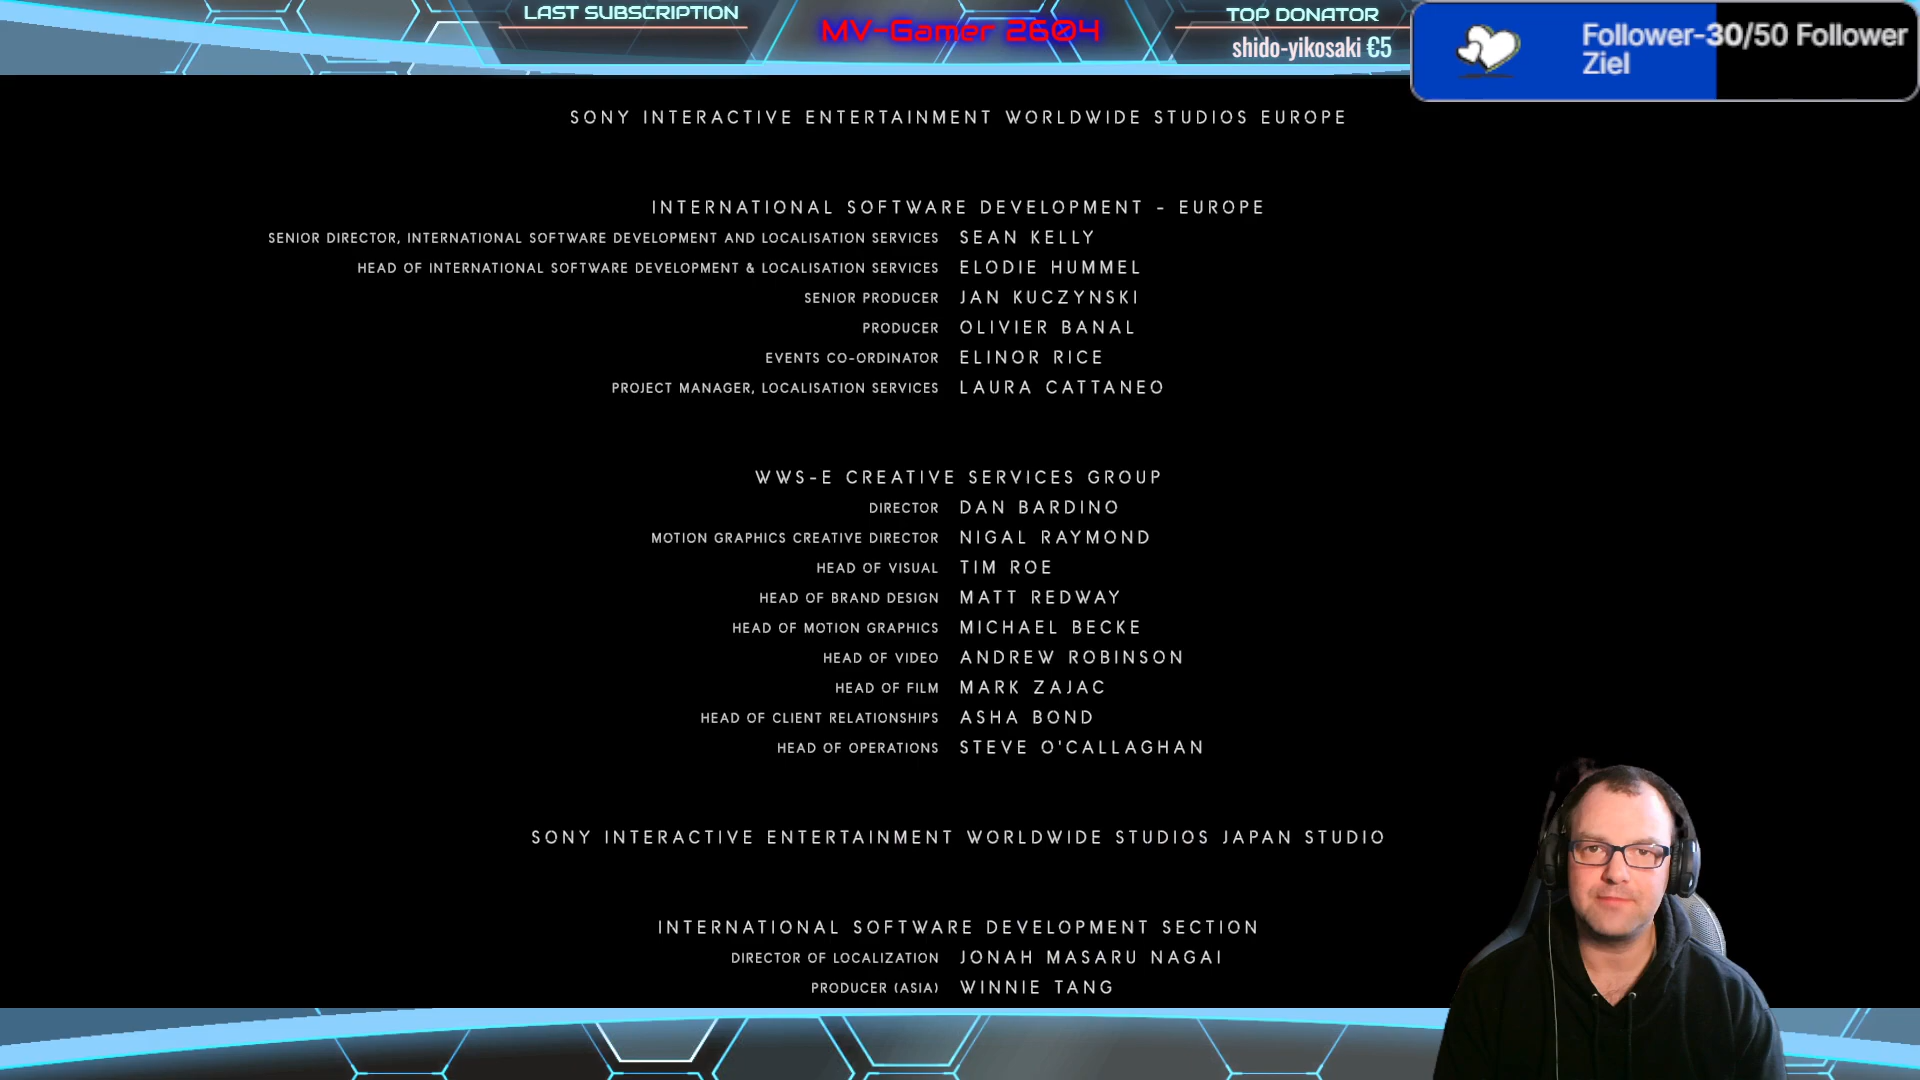 LAST SUBSCRIPTION
MV-Gamer 2604
TOP DONATOR
shido-yikosaki €5
Follower-30/50 Follower
Ziel
SONY INTERACTIVE ENTERTAINMENT WORLDWIDE STUDIOS EUROPE
INTERNATIONAL SOFTWARE DEVELOPMENT - EUROPE
SENIOR DIRECTOR, INTERNATIONAL SOFTWARE DEVELOPMENT AND LOCALISATION SERVICES SEAN KELLY
HEAD OF INTERNATIONAL SOFTWARE DEVELOPMENT & LOCALISATION SERVICES ELODIE HUMMEL
SENIOR PRODUCER JAN KUCZYNSKI
PRODUCER OLIVIER BANAL
EVENTS CO-ORDINATOR ELINOR RICE
PROJECT MANAGER, LOCALISATION SERVICES LAURA CATTANEO
WWS-E CREATIVE SERVICES GROUP
DIRECTOR DAN BARDINO
MOTION GRAPHICS CREATIVE DIRECTOR NIGAL RAYMOND
HEAD OF VISUAL TIM ROE
HEAD OF BRAND DESIGN MATT REDWAY
HEAD OF MOTION GRAPHICS MICHAEL BECKE
HEAD OF VIDEO ANDREW ROBINSON
HEAD OF FILM MARK ZAJAC
HEAD OF CLIENT RELATIONSHIPS ASHA BOND
HEAD OF OPERATIONS STEVE O'CALLAGHAN
SONY INTERACTIVE ENTERTAINMENT WORLDWIDE STUDIOS JAPAN STUDIO
INTERNATIONAL SOFTWARE DEVELOPMENT SECTION
DIRECTOR OF LOCALIZATION JONAH MASARU NAGAI
PRODUCER (ASIA) WINNIE TANG